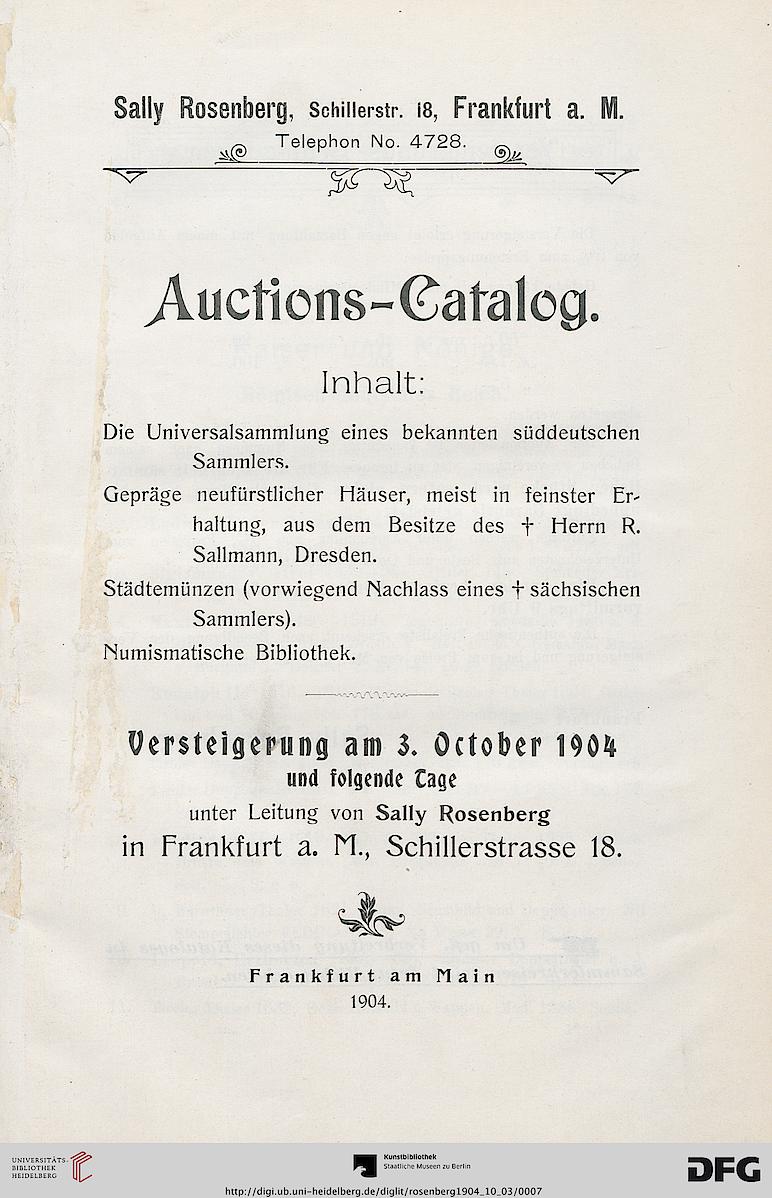 Sally Rosenberg, Schillerstr. 18, Frankfurt a. M.
Telephon No. 4728.
Auctions-Catalog.
Inhalt:
Die Universalsammlung eines bekannten süddeutschen
Sammlers.
Gepräge neufürstlicher Häuser, meist in feinster Er-
haltung, aus dem Besitze des † Herrn R.
Sallmann, Dresden.
Städtemünzen (vorwiegend Nachlass eines † sächsischen
Sammlers).
Numismatische Bibliothek.
Versteigerung am 3. October 1904
und folgende Tage
unter Leitung von Sally Rosenberg
in Frankfurt a. M., Schillerstrasse 18.
Frankfurt am Main
1904.
UNIVERSITÄTS-
BIBLIOTHEK
HEIDELBERG
Kunstbibliothek
Staatliche Museen zu Berlin
DFG
http://digi.ub.uni-heidelberg.de/diglit/rosenberg1904_10_03/0007